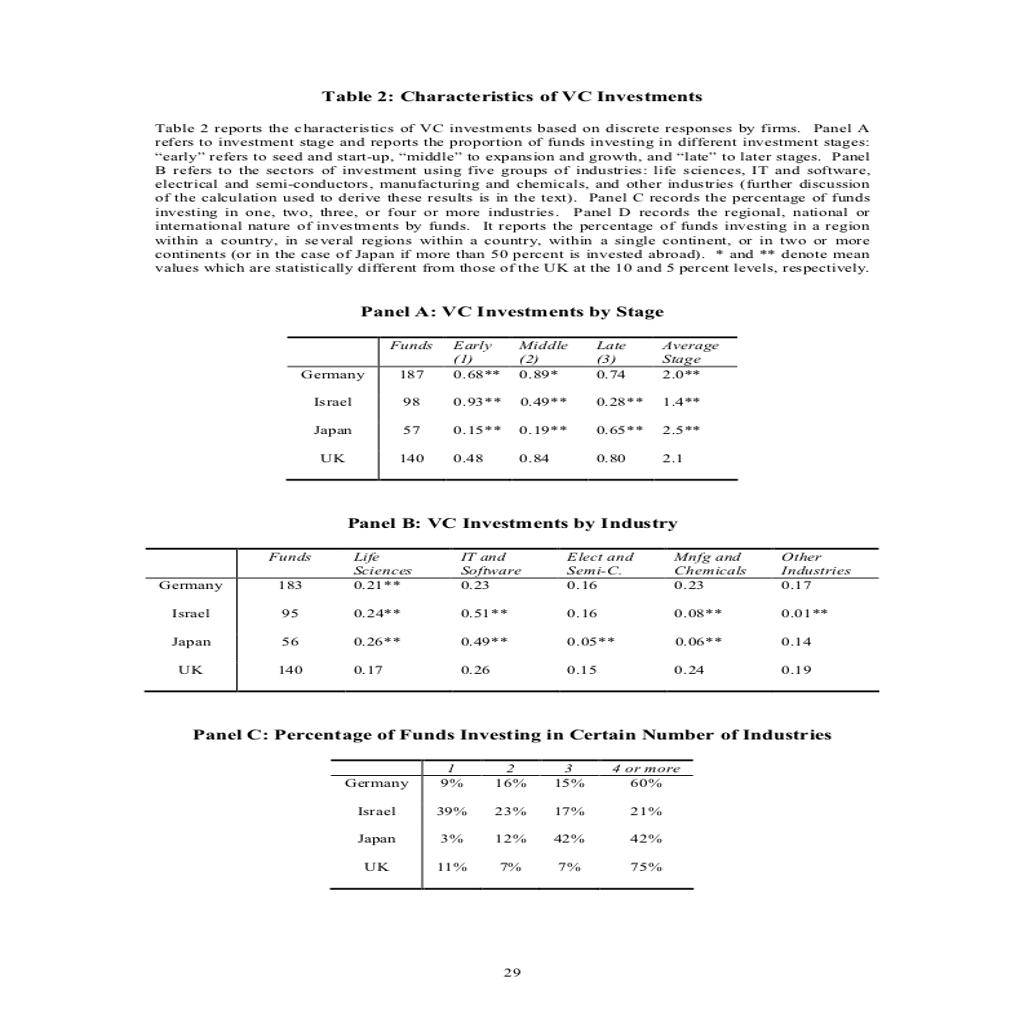 Table 2: Characteristics of VC Investments
Table 2 reports the characteristics of VC investments based on discrete responses by firms. Panel A
refers to investment stage and reports the proportion of funds investing in different investment stages:
“early” refers to seed and start-up, “middle” to expansion and growth, and “late” to later stages. Panel
B refers to the sectors of investment using five groups of industries: life sciences, IT and software,
electrical and semi-conductors, manufacturing and chemicals, and other industries (further discussion
of the calculation used to derive these results is in the text). Panel C records the percentage of funds
investing in one, two, three, or four or more industries. Panel D records the regional, national or
international nature of investments by funds. It reports the percentage of funds investing in a region
within a country, in several regions within a country, within a single continent, or in two or more
continents (or in the case of Japan if more than 50 percent is invested abroad). * and ** denote mean
values which are statistically different from those of the UK at the 10 and 5 percent levels, respectively.
Panel A: VC Investments by Stage
Funds Early Middle Late Average
(1) (2) (3) Stage
Germany 187 0.68** 0.89* 0.74 2.0**
Israel 98 0.93** 0.49** 0.28** 1.4**
Japan 57 0.15** 0.19** 0.65** 2.5**
UK 140 0.48 0.84 0.80 2.1
Panel B: VC Investments by Industry
Funds Life IT and Elect and Mnfg and Other
Sciences Software Semi-C. Chemicals Industries
Germany 183 0.21** 0.23 0.16 0.23 0.17
Israel 95 0.24** 0.51** 0.16 0.08** 0.01**
Japan 56 0.26** 0.49** 0.05** 0.06** 0.14
UK 140 0.17 0.26 0.15 0.24 0.19
Panel C: Percentage of Funds Investing in Certain Number of Industries
1 2 3 4 or more
Germany 9% 16% 15% 60%
Israel 39% 23% 17% 21%
Japan 3% 12% 42% 42%
UK 11% 7% 7% 75%
29